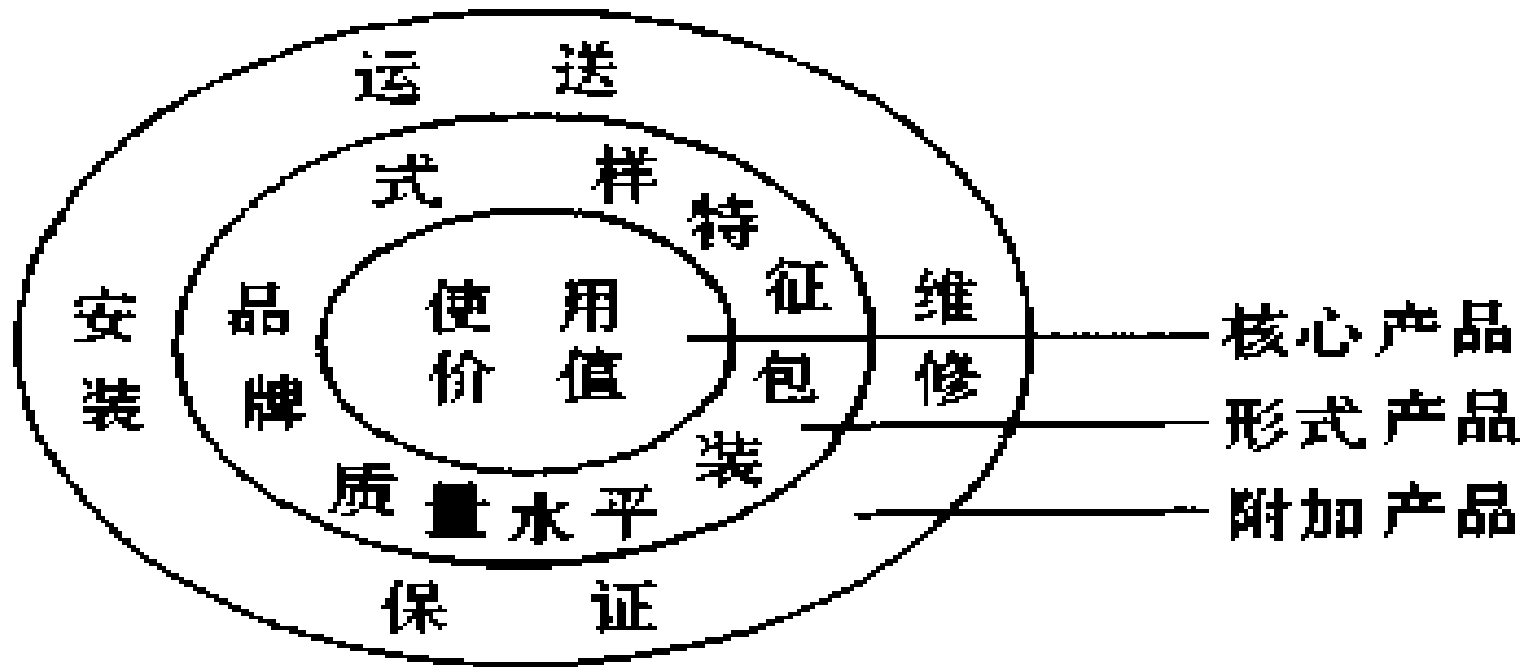 运送
式样
特征
品牌
使用
价值
安装
维修
包装
质量水平
保证
核心产品
形式产品
附加产品